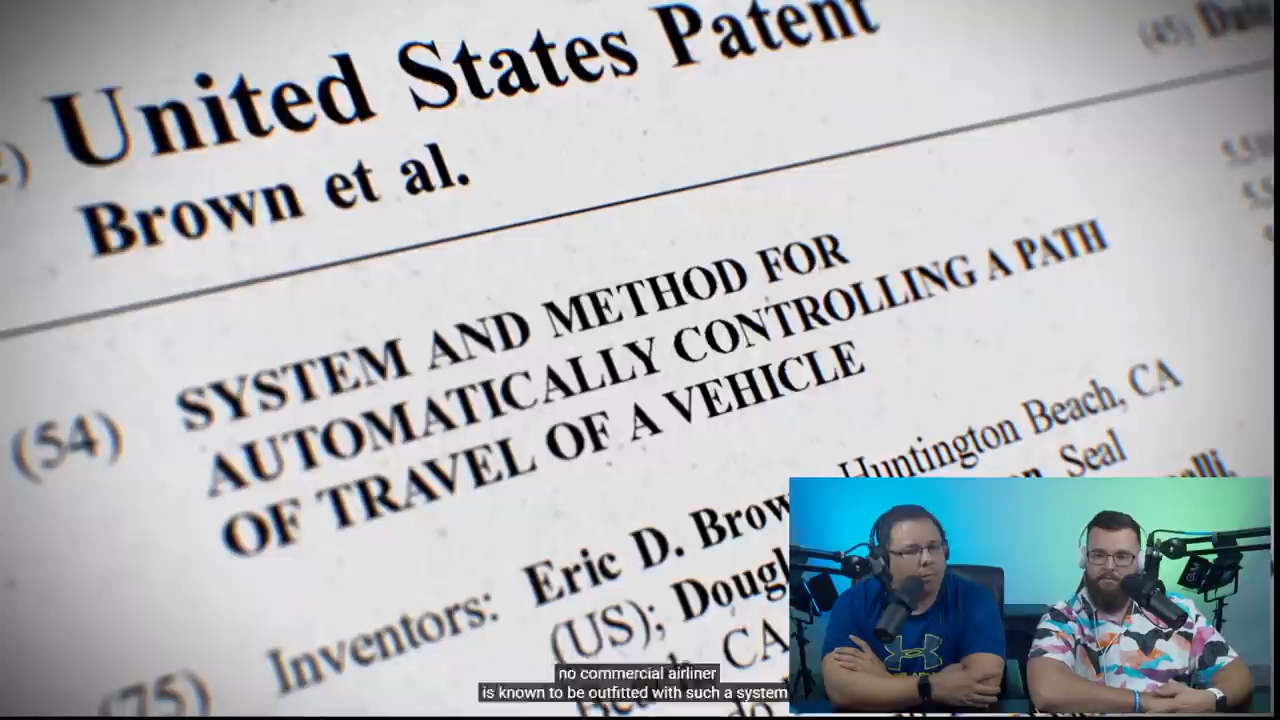 United States Patent
(45)
Brown et al.
(54) SYSTEM AND METHOD FOR
AUTOMATICALLY CONTROLLING A PATH
OF TRAVEL OF A VEHICLE
(75) Inventors: Eric D. Brown, Huntington Beach, CA
(US);
Seal
CA
no commercial airliner
is known to be outfitted with such a system